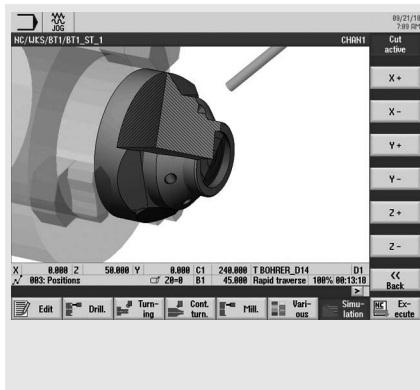 JOG
09/21/10
7:09 AM
NC/WKS/BT1/BT1_ST_1 CHAN1
Cut
active
X +
X -
Y +
Y -
Z +
Z -
«
Back
X 0.000 Z 50.000 Y 0.000 C1 240.000 T BOHRER_D14 D1
003: Positions Z0=0 B1 45.000 Rapid traverse 100% 00:13:10
>
Edit
Drill.
Turn-
ing
Cont.
turn.
Mill.
Vari-
ous
Simu-
lation
NC
Ex-
ecute